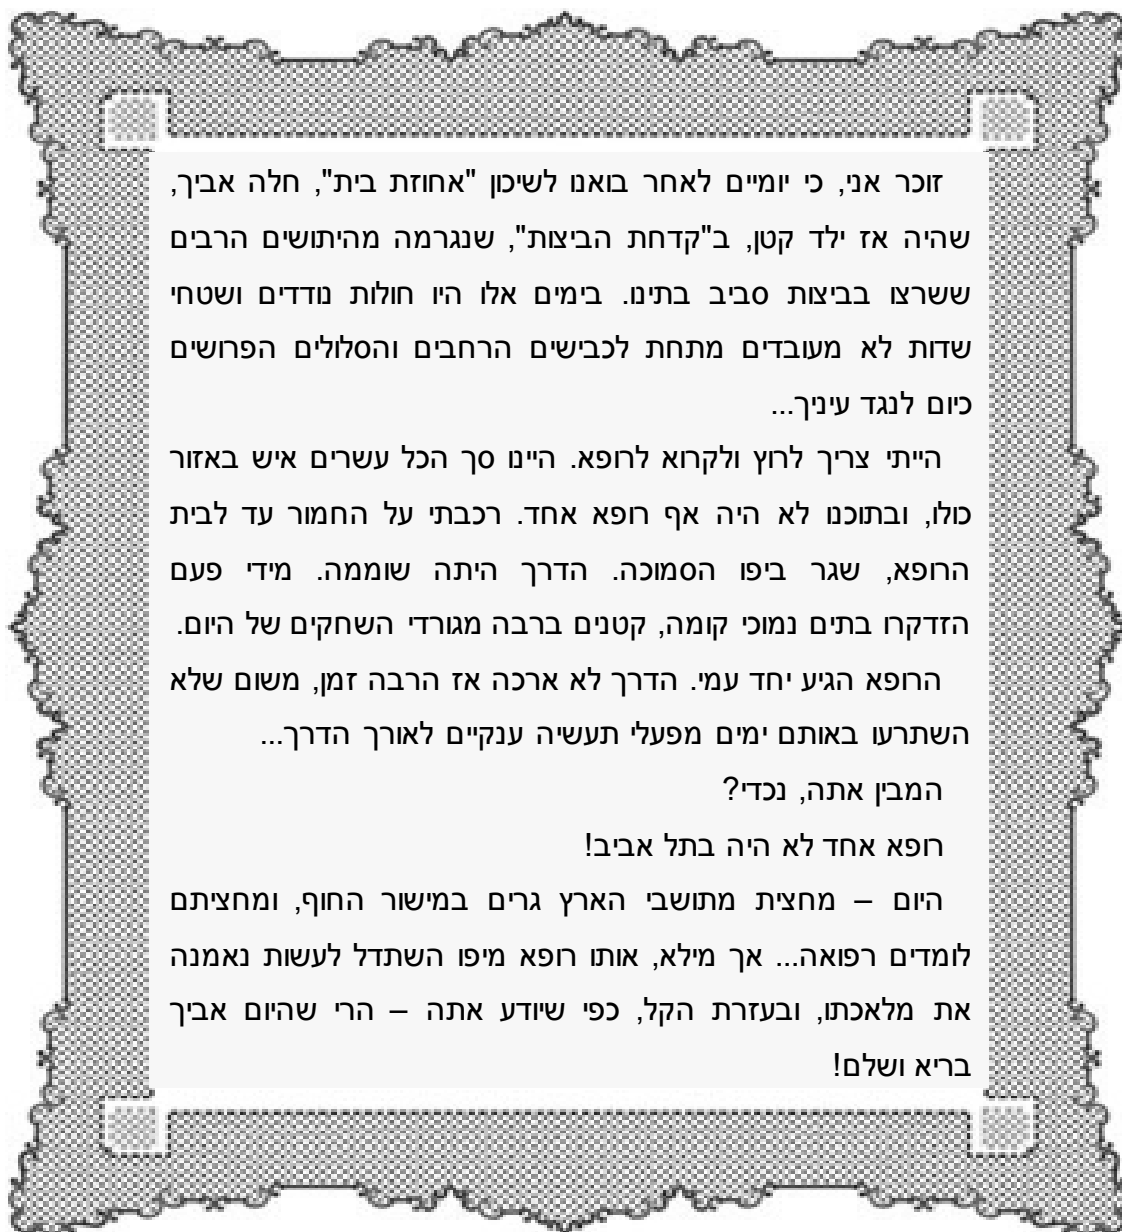 זוכר אני, כי יומיים לאחר בואנו לשיכון "אחוזת בית", חלה אביך,
שהיה אז ילד קטן, ב"קדחת הביצות", שנגרמה מהיתושים הרבים
ששרצו בביצות סביב בתינו. בימים אלו היו חולות נודדים ושטחי
שדות לא מעובדים מתחת לכבישים הרחבים והסלולים הפרושים
כיום לנגד עיניך...
הייתי צריך לרוץ ולקרוא לרופא. היינו סך הכל עשרים איש באזור
כולו, ובתוכנו לא היה אף רופא אחד. רכבתי על החמור עד לבית
הרופא, שגר ביפו הסמוכה. הדרך היתה שוממה. מידי פעם
הזדקרו בתים נמוכי קומה, קטנים ברבה מגורדי השחקים של היום.
הרופא הגיע יחד עמי. הדרך לא ארכה אז הרבה זמן, משום שלא
השתרעו באותם ימים מפעלי תעשיה ענקיים לאורך הדרך...
המבין אתה, נכדי?
רופא אחד לא היה בתל אביב!
היום – מחצית מתושבי הארץ גרים במישור החוף, ומחציתם
לומדים רפואה... אך מילא, אותו רופא מיפו השתדל לעשות נאמנה
את מלאכתו, ובעזרת הקל, כפי שיודע אתה – הרי שהיום אביך
בריא ושלם!